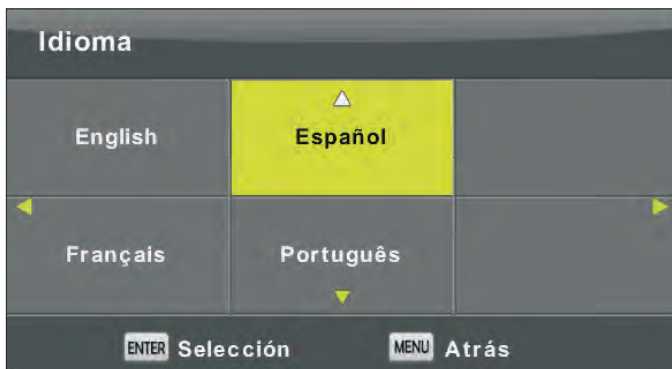 Idioma
English Español
Français Português
ENTER Selección MENU Atrás